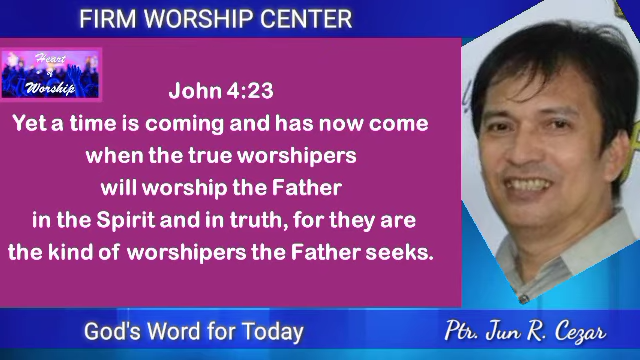 FIRM WORSHIP CENTER
Heart
of
Worship
John 4:23
Yet a time is coming and has now come
when the true worshipers
will worship the Father
in the Spirit and in truth, for they are
the kind of worshipers the Father seeks.
God's Word for Today
Ptr. Jun R. Cezar